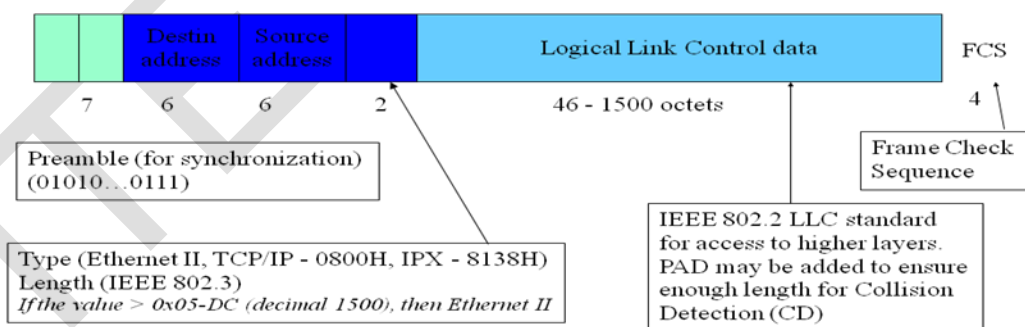 Destin address
Source address
Logical Link Control data
FCS
7 6 6 2 46 - 1500 octets 4
Preamble (for synchronization)
(01010...0111)
Frame Check
Sequence
Type (Ethernet II, TCP/IP - 0800H, IPX - 8138H)
Length (IEEE 802.3)
If the value > 0x05-DC (decimal 1500), then Ethernet II
IEEE 802.2 LLC standard
for access to higher layers.
PAD may be added to ensure
enough length for Collision
Detection (CD)